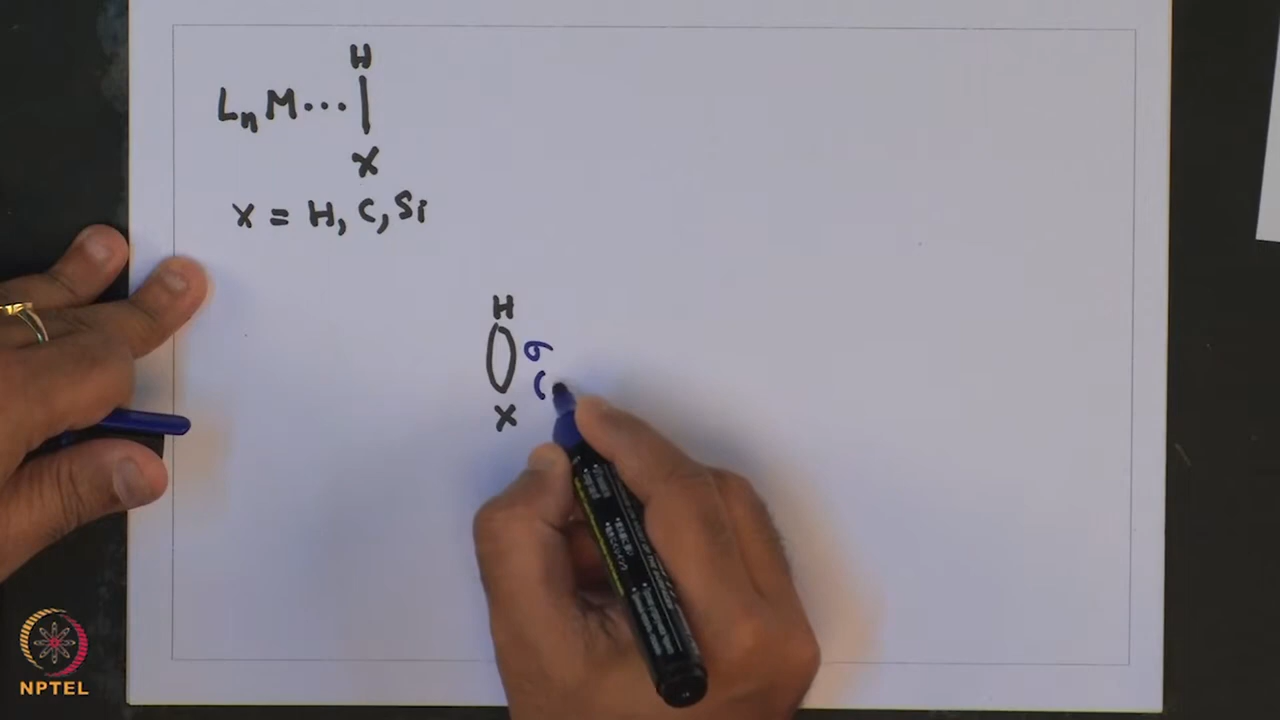 H
LₙM···|
X
X = H, C, Si
H
σ
(
X
NPTEL